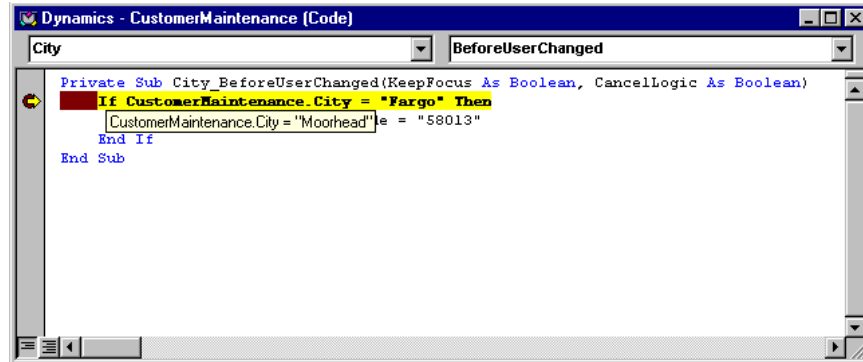 Dynamics - CustomerMaintenance (Code)
City BeforeUserChanged
Private Sub City_BeforeUserChanged(KeepFocus As Boolean, CancelLogic As Boolean)
If CustomerMaintenance.City = "Fargo" Then
CustomerMaintenance.City = "Moorhead" = "58013"
End If
End Sub